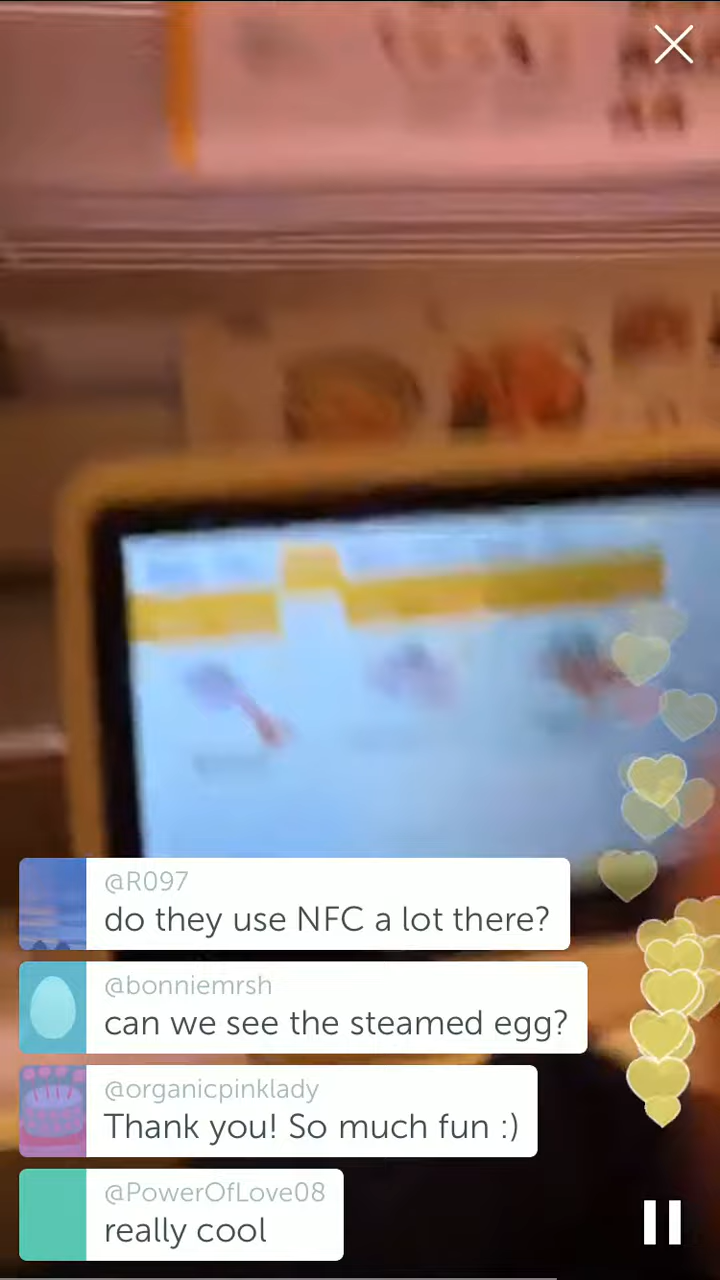 @R097
do they use NFC a lot there?
@bonniemrsh
can we see the steamed egg?
@organicpinklady
Thank you! So much fun :)
@PowerOfLove08
really cool